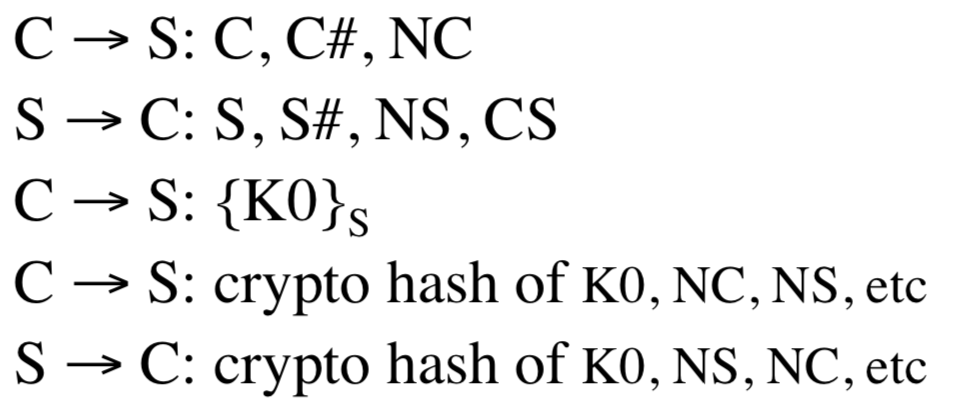 C → S: C, C#, NC
S → C: S, S#, NS, CS
C → S: {K0}S
C → S: crypto hash of K0, NC, NS, etc
S → C: crypto hash of K0, NS, NC, etc